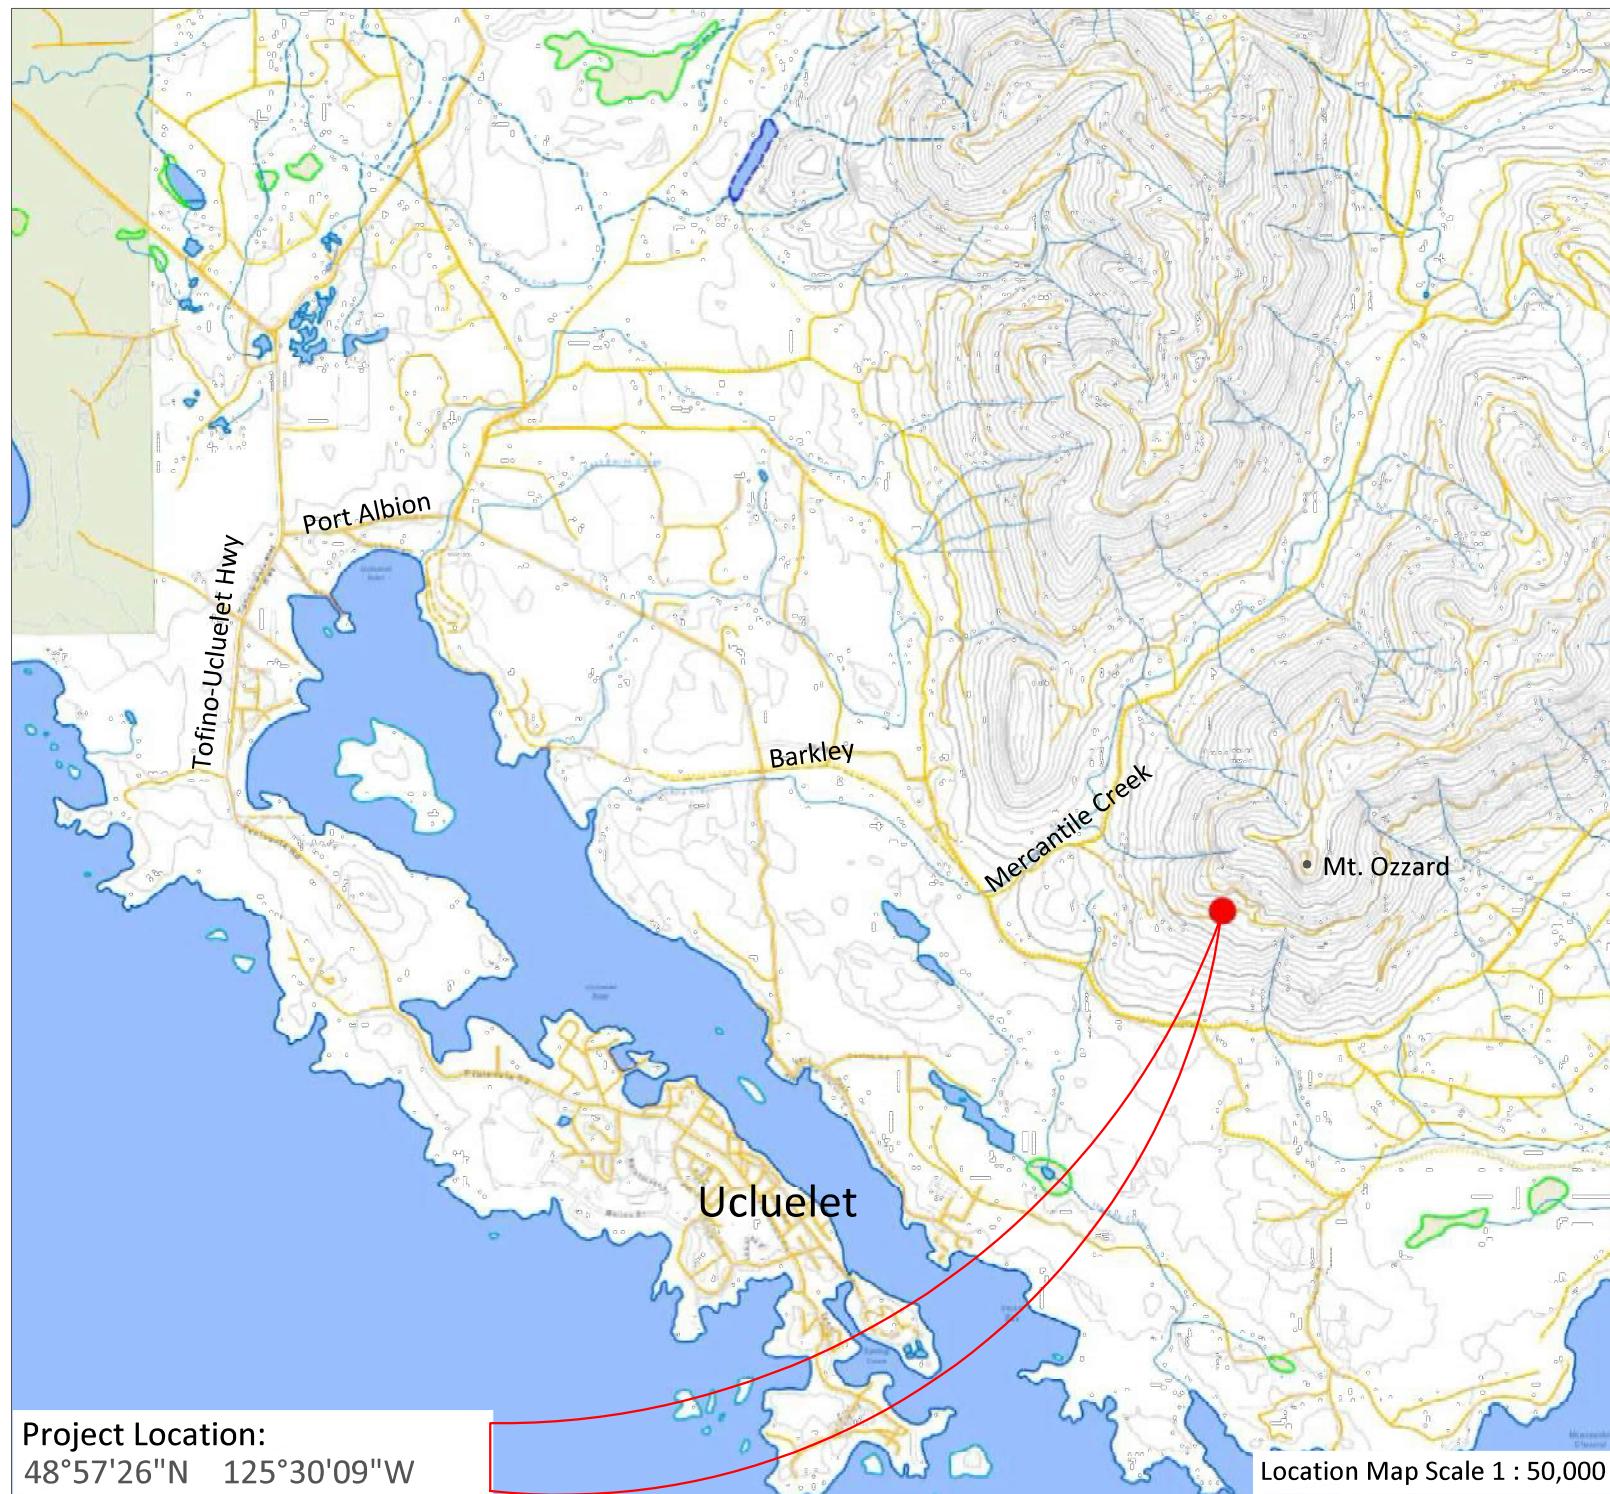 Port Albion
Tofino-Ucluelet Hwy
Barkley
Mercantile Creek
Mt. Ozzard
Ucluelet
Project Location:
48°57'26"N 125°30'09"W
Location Map Scale 1 : 50,000